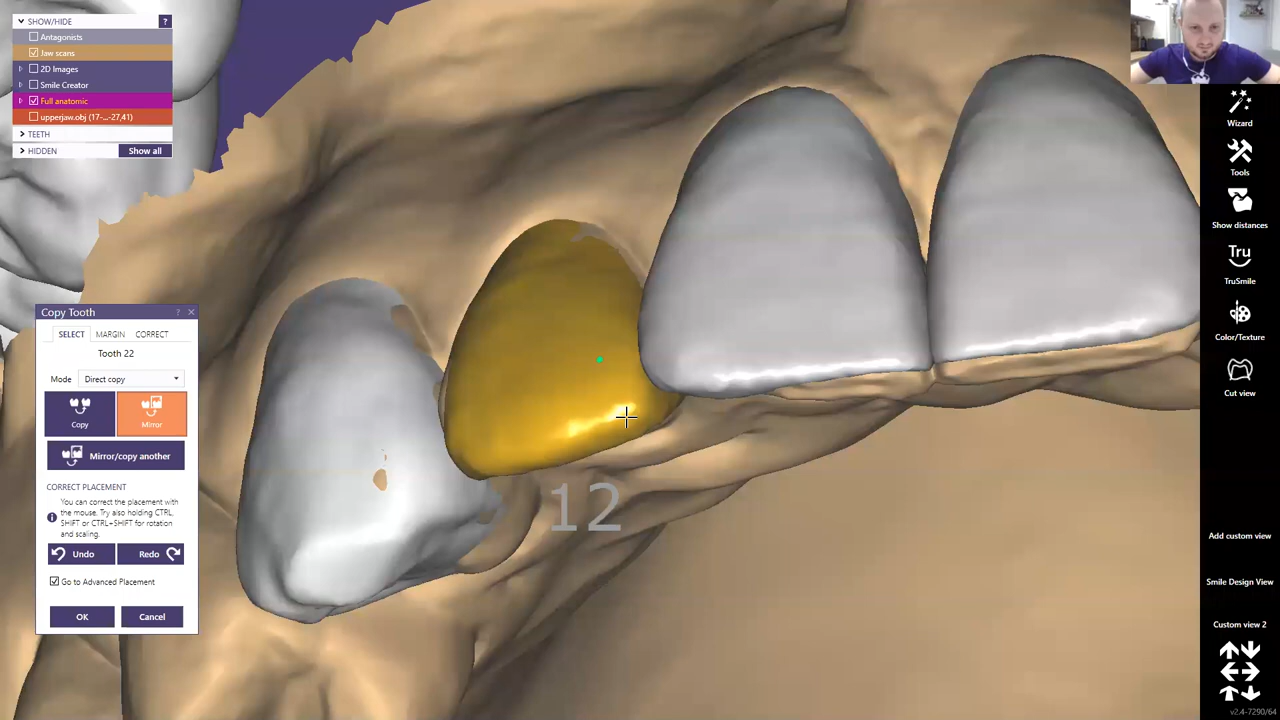 SHOW/HIDE ?
Antagonists
Jaw scans
2D Images
Smile Creator
Full anatomic
upperjaw.obj (17-...-27,41)
TEETH
HIDDEN Show all
Copy Tooth ? ×
SELECT MARGIN CORRECT
Tooth 22
Mode Direct copy
Copy Mirror
Mirror/copy another
CORRECT PLACEMENT
You can correct the placement with
the mouse. Try also holding CTRL,
SHIFT or CTRL+SHIFT for rotation
and scaling.
Undo Redo
Go to Advanced Placement
OK Cancel
12
Wizard
Tools
Show distances
Tru
TruSmile
Color/Texture
Cut view
Add custom view
Smile Design View
Custom view 2
v2.4-7290/64